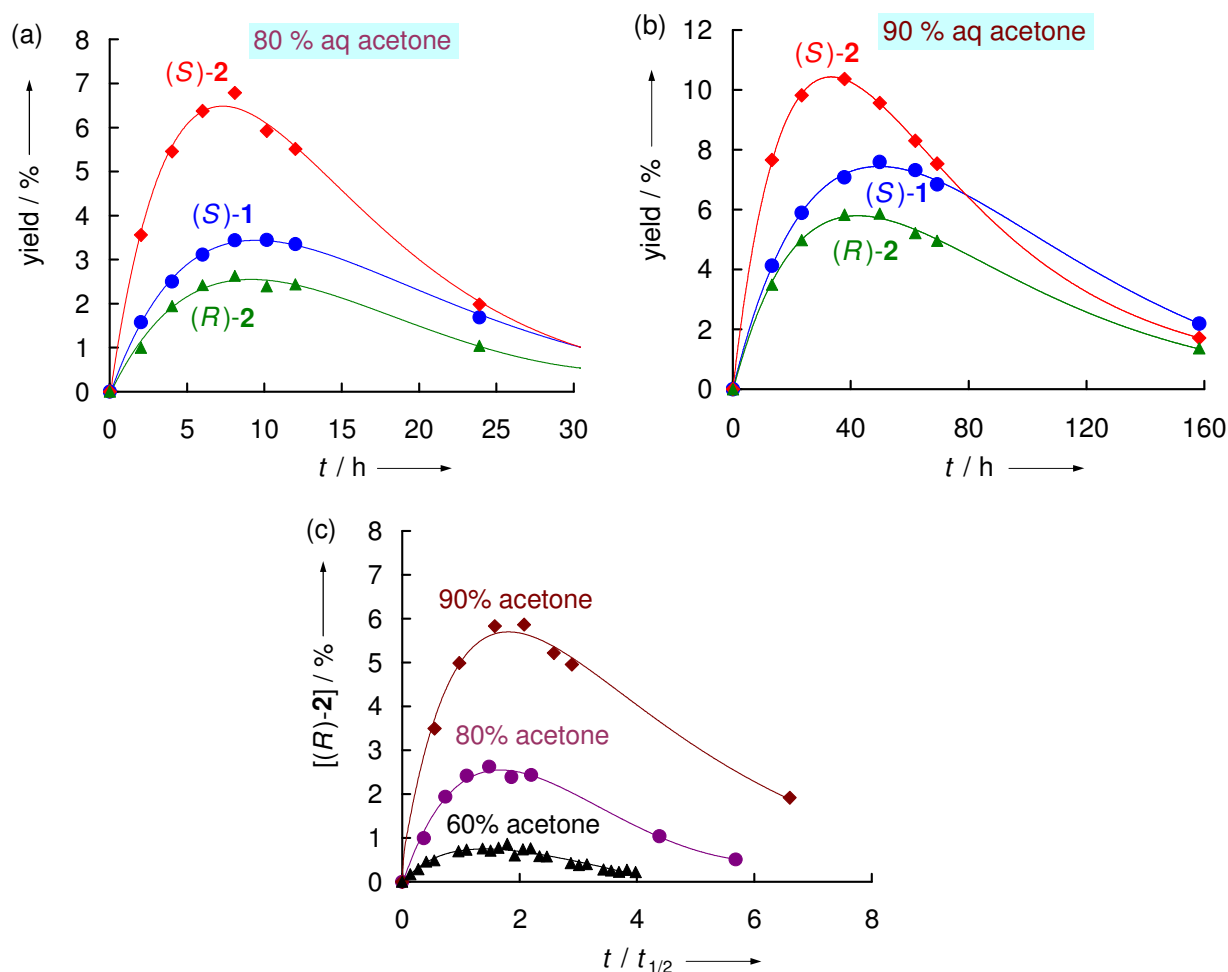 (a)
80 % aq acetone
8
7
6
5
4
3
2
1
0
yield / %
(S)-2
(S)-1
(R)-2
0 5 10 15 20 25 30
t / h
(b)
90 % aq acetone
12
10
8
6
4
2
0
yield / %
(S)-2
(S)-1
(R)-2
0 40 80 120 160
t / h
(c)
8
7
6
5
4
3
2
1
0
[(R)-2] / %
90% acetone
80% acetone
60% acetone
0 2 4 6 8
t / t1/2